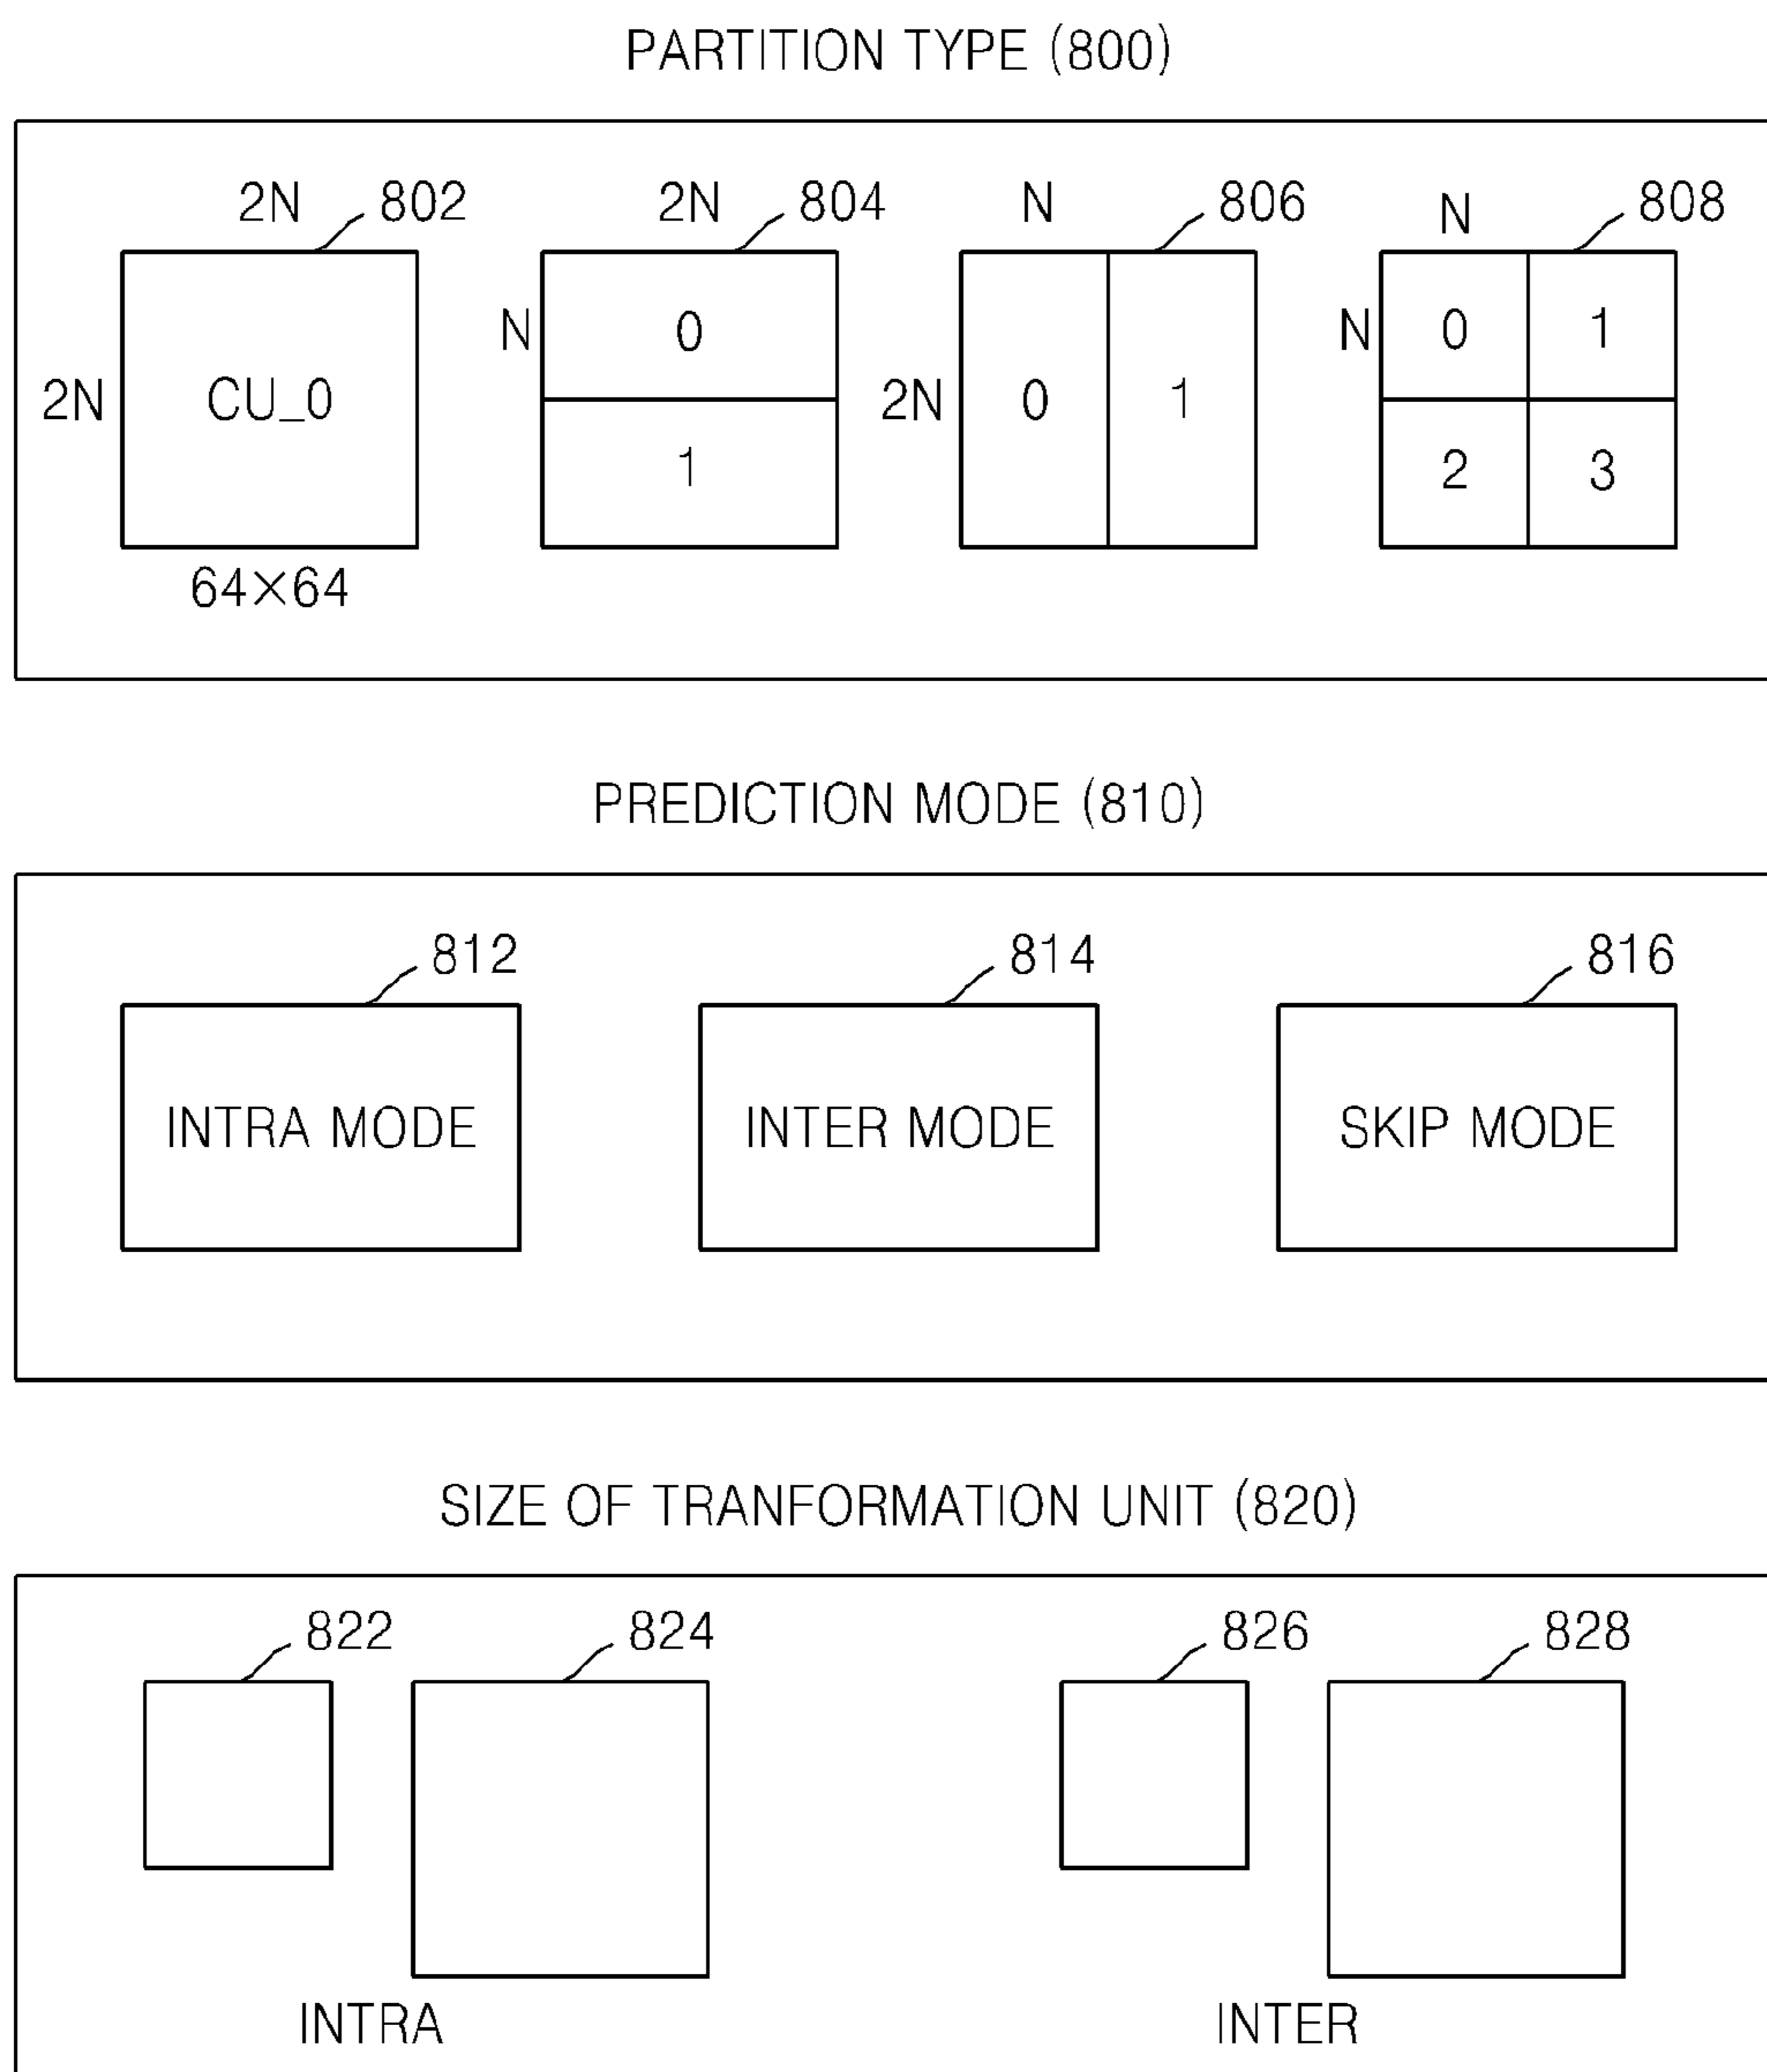 PARTITION TYPE (800)
2N 802 2N 804 N 806 N 808
N 0 N 0 1
2N CU_0 2N 0 1
1 2 3
64×64
PREDICTION MODE (810)
812 814 816
INTRA MODE INTER MODE SKIP MODE
SIZE OF TRANFORMATION UNIT (820)
822 824 826 828
INTRA INTER